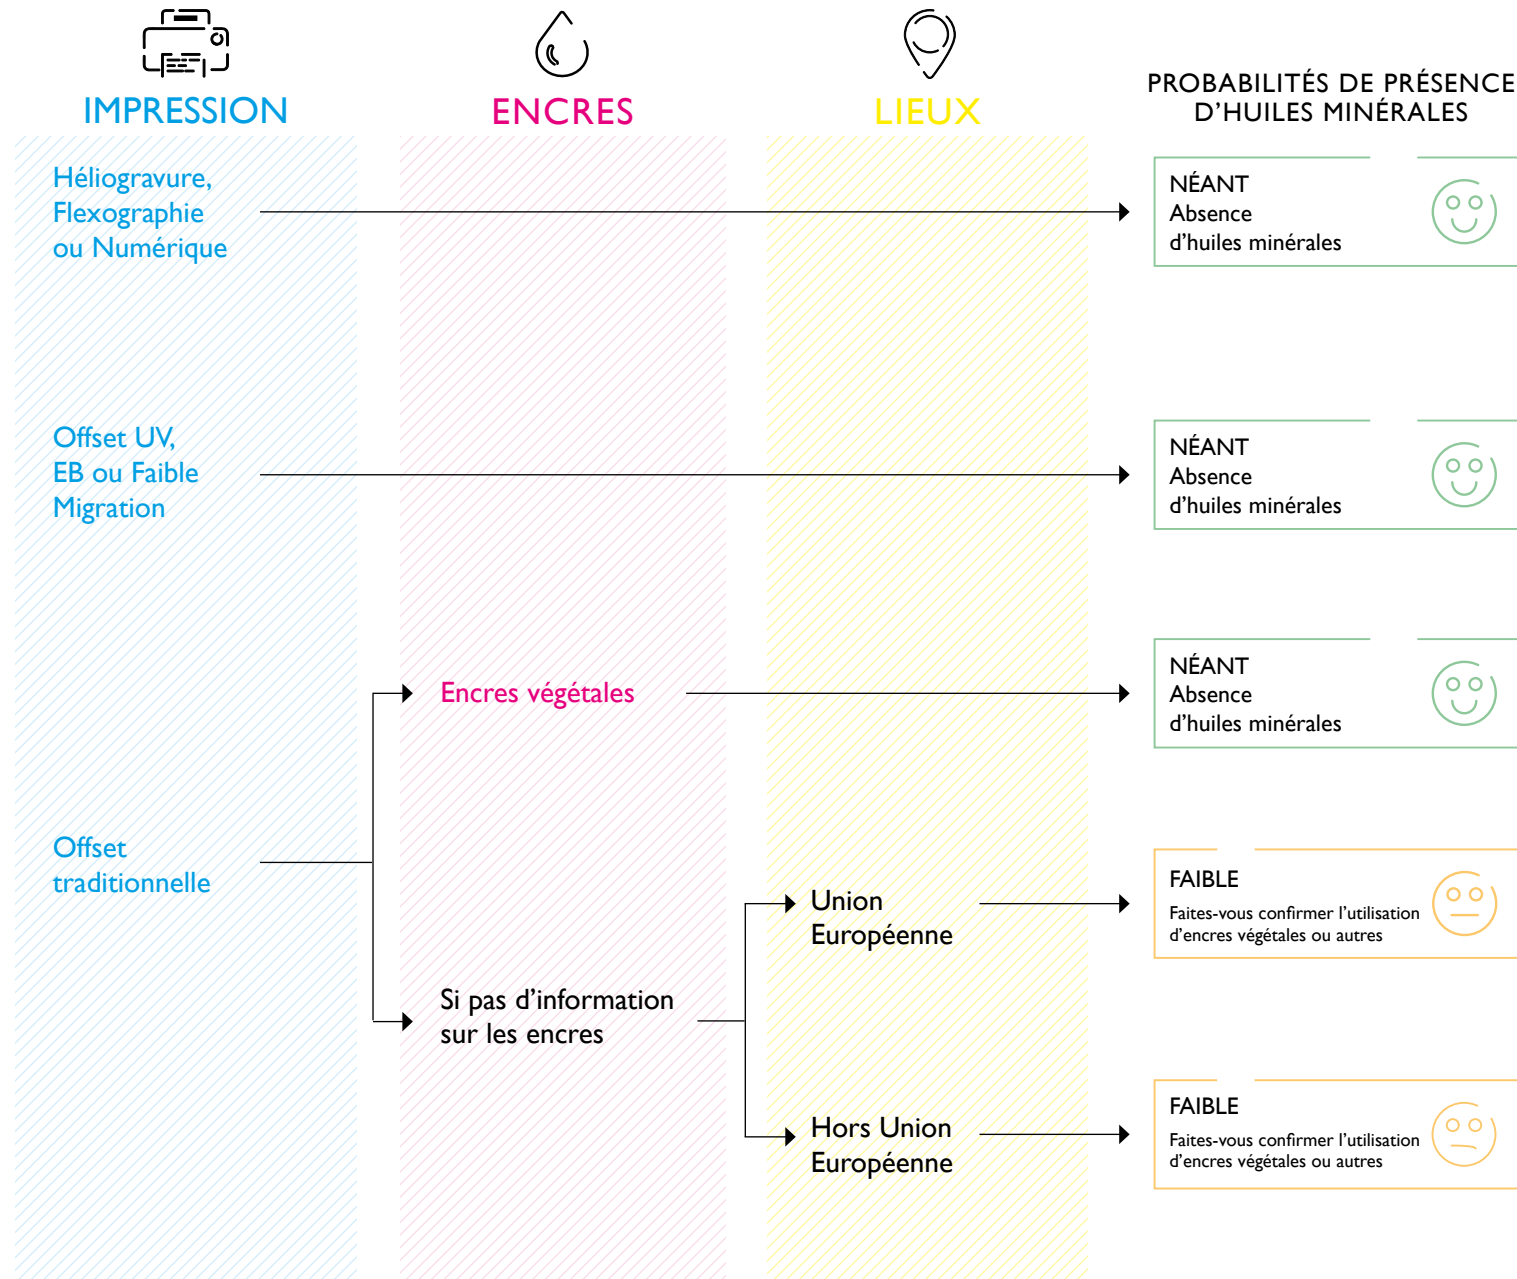 IMPRESSION
ENCRES
LIEUX
PROBABILITÉS DE PRÉSENCE
D’HUILES MINÉRALES
Héliogravure,
Flexographie
ou Numérique
NÉANT
Absence
d’huiles minérales
Offset UV,
EB ou Faible
Migration
NÉANT
Absence
d’huiles minérales
Offset
traditionnelle
Encres végétales
NÉANT
Absence
d’huiles minérales
Si pas d’information
sur les encres
Union
Européenne
FAIBLE
Faites-vous confirmer l’utilisation
d’encres végétales ou autres
Hors Union
Européenne
FAIBLE
Faites-vous confirmer l’utilisation
d’encres végétales ou autres